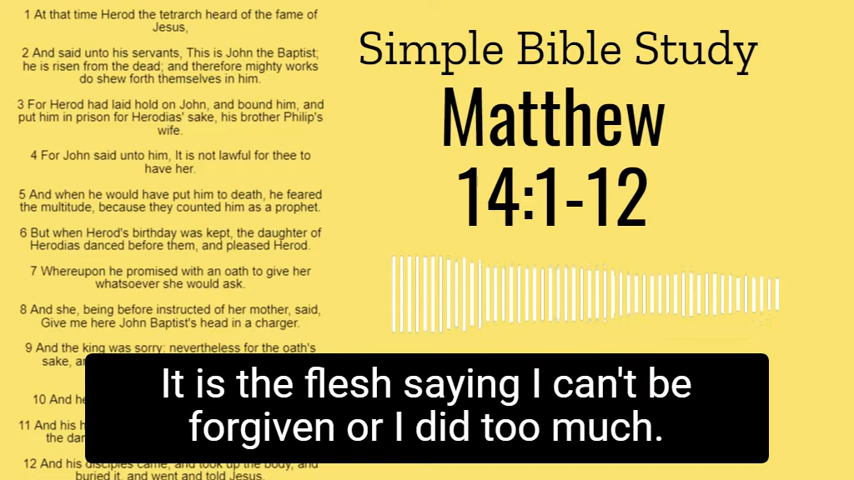 1 At that time Herod the tetrarch heard of the fame of
Jesus,
2 And said unto his servants, This is John the Baptist;
he is risen from the dead; and therefore mighty works
do shew forth themselves in him.
3 For Herod had laid hold on John, and bound him, and
put him in prison for Herodias' sake, his brother Philip's
wife.
4 For John said unto him, It is not lawful for thee to
have her.
5 And when he would have put him to death, he feared
the multitude, because they counted him as a prophet.
6 But when Herod's birthday was kept, the daughter of
Herodias danced before them, and pleased Herod.
7 Whereupon he promised with an oath to give her
whatsoever she would ask.
8 And she, being before instructed of her mother, said,
Give me here John Baptist's head in a charger.
9 And the king was sorry: nevertheless for the oath's
sake,
10 And
11 And his
the
12 And his disciples came, and took up the body, and
buried it, and went and told Jesus.
Simple Bible Study
Matthew
14:1-12
It is the flesh saying I can't be
forgiven or I did too much.